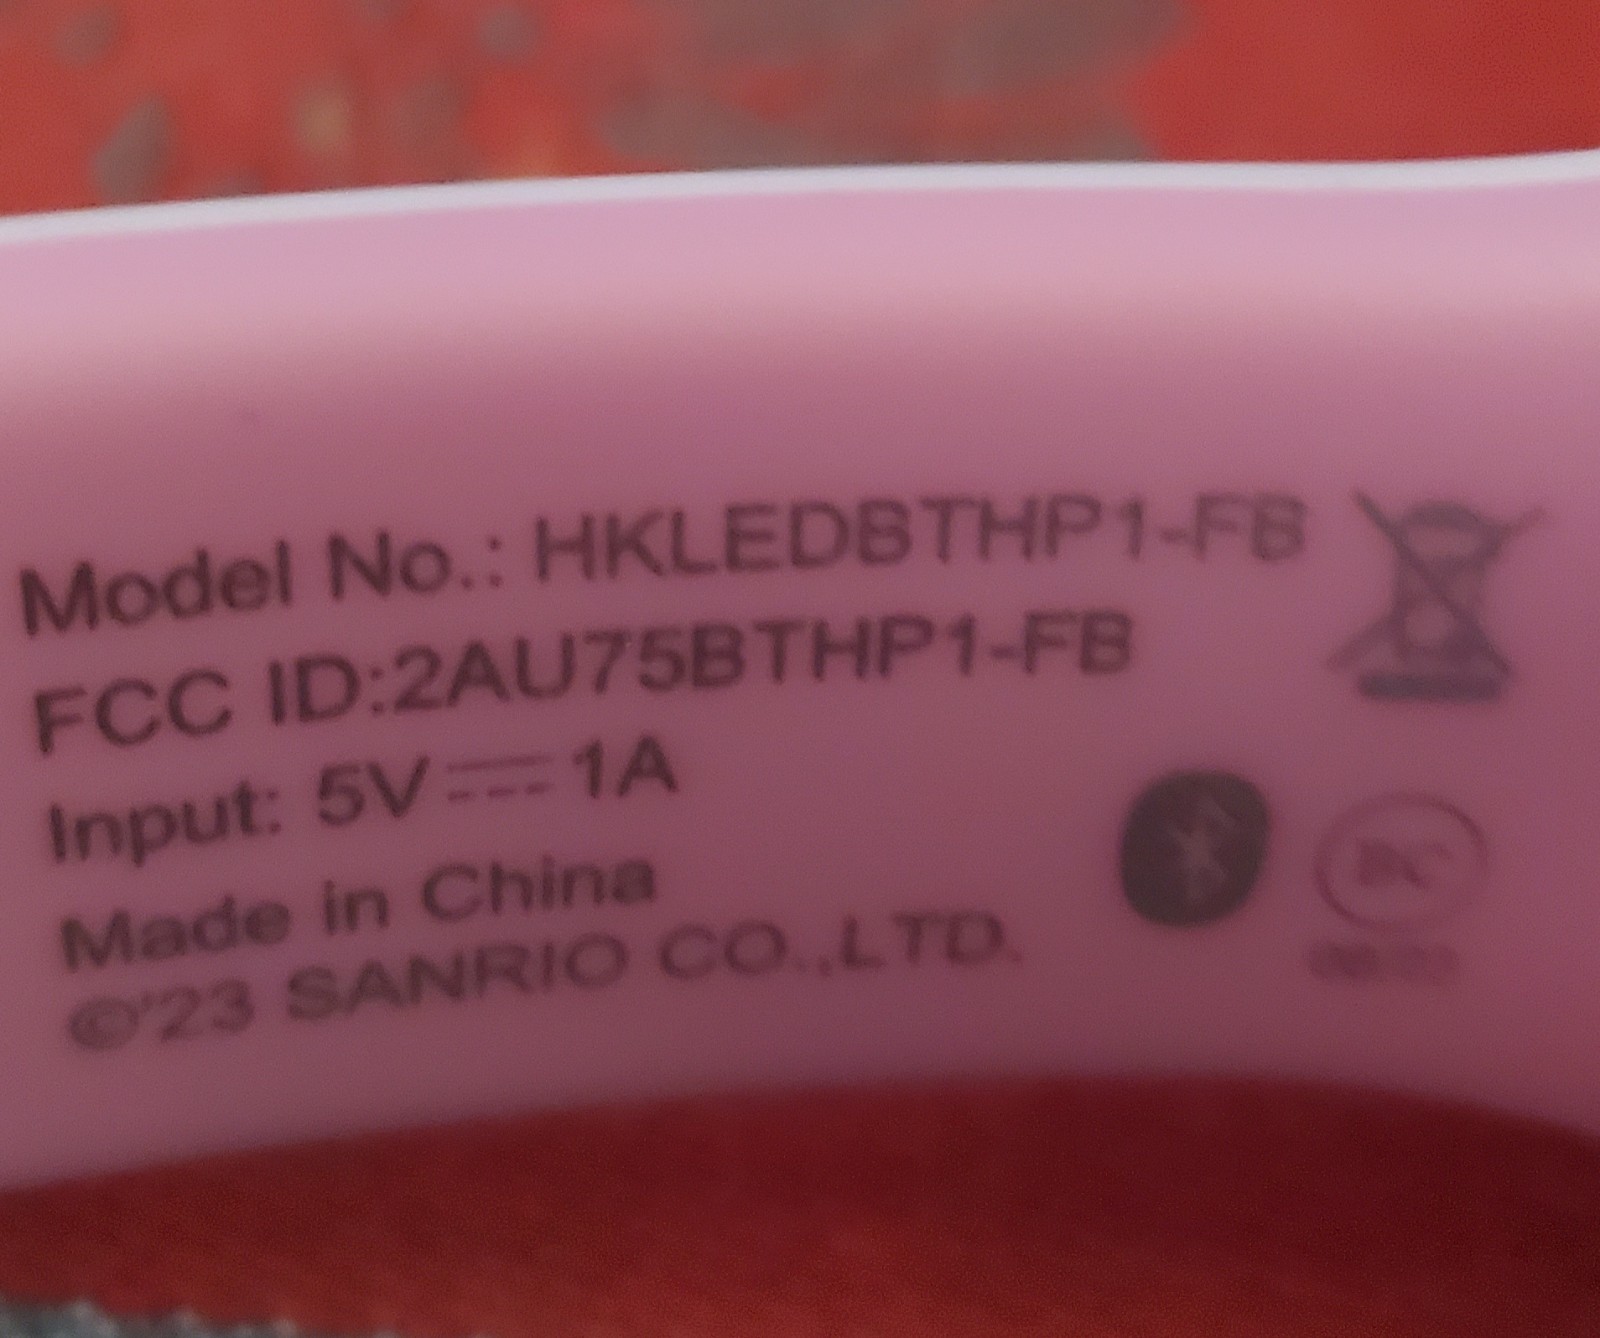 Model No.: HKLEDBTHP1-FB
FCC ID:2AU75BTHP1-FB
Input: 5V⎓1A
Made in China
©'23 SANRIO CO.,LTD.